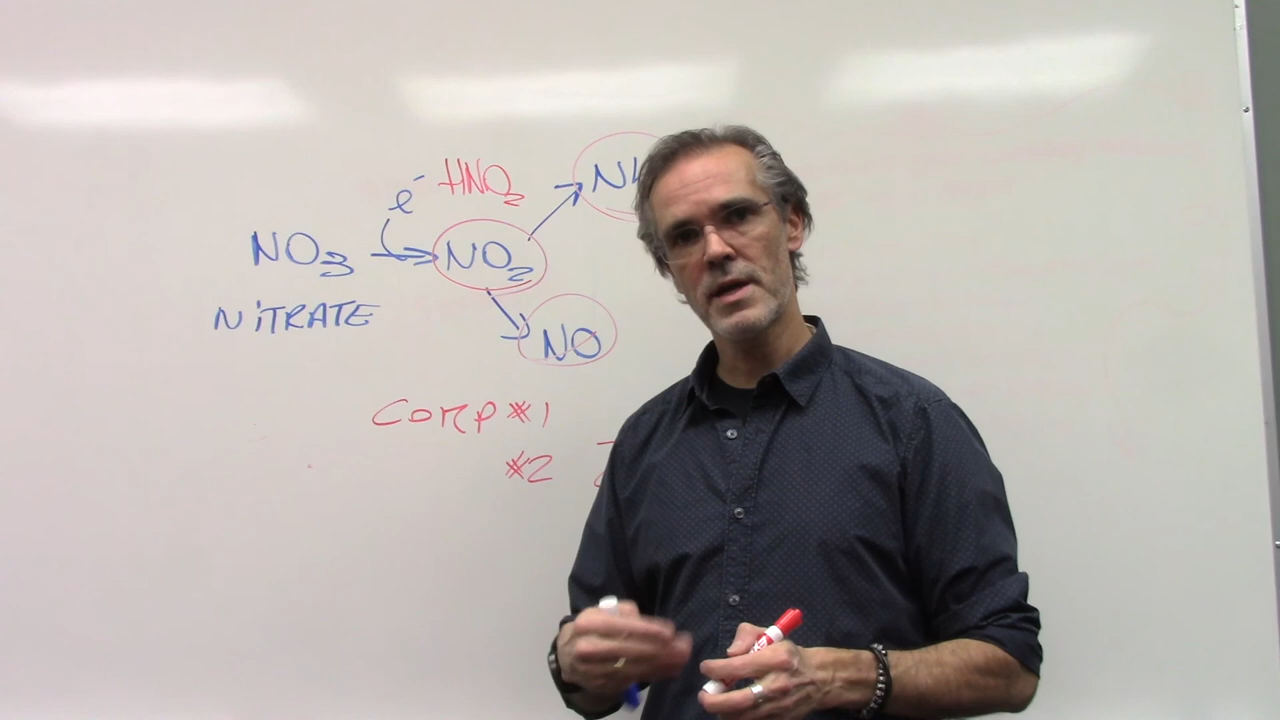 HNO2
e-
NO3 → NO2
NiTRATE
NO
COMP #1
#2